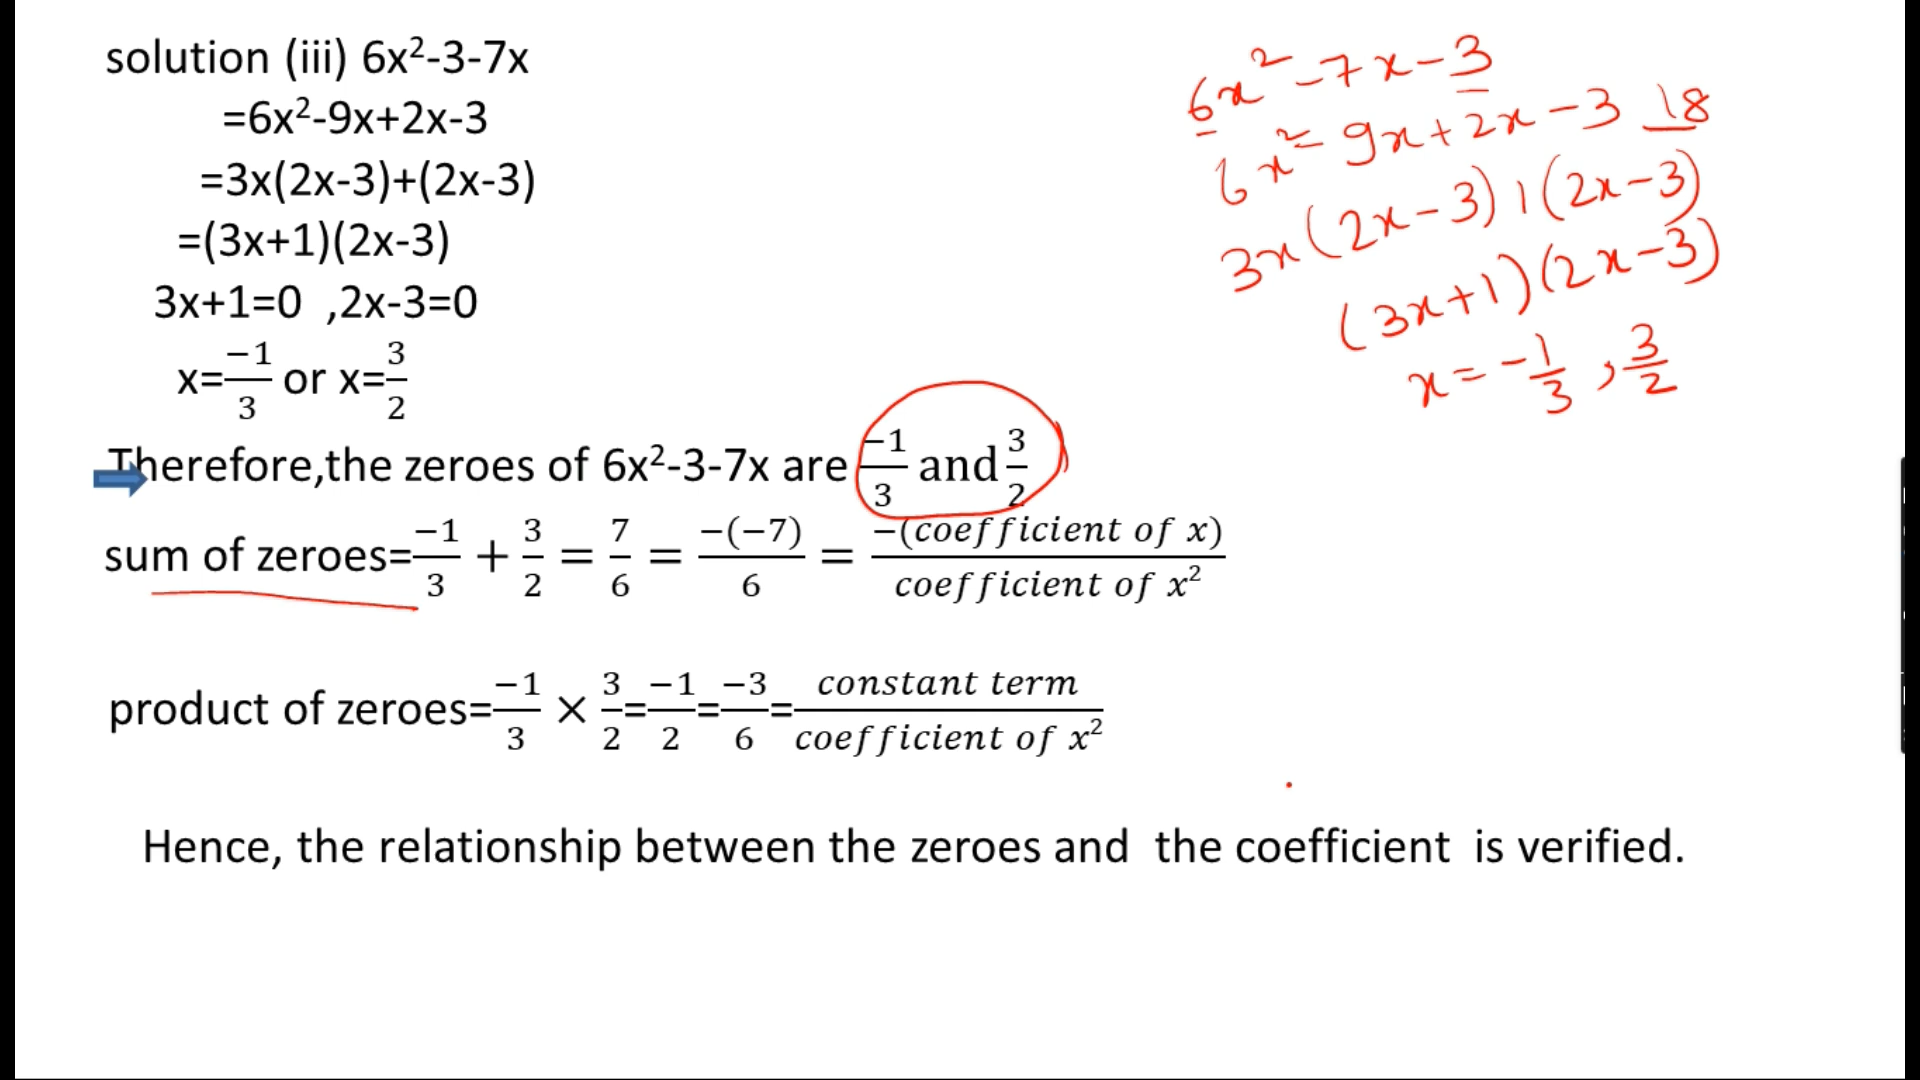 solution (iii) 6x²-3-7x
=6x²-9x+2x-3
=3x(2x-3)+(2x-3)
=(3x+1)(2x-3)
3x+1=0 ,2x-3=0
x=−1/3 or x=3/2
Therefore,the zeroes of 6x²-3-7x are −1/3 and 3/2
sum of zeroes=−1/3 + 3/2 = 7/6 = −(−7)/6 = −(coefficient of x)/coefficient of x²
product of zeroes=−1/3 × 3/2=−1/2=−3/6=constant term/coefficient of x²
Hence, the relationship between the zeroes and the coefficient is verified.
6x²−7x−3
6x²−9x+2x−3 18
3x(2x−3)1(2x−3)
(3x+1)(2x−3)
x=−1/3,3/2